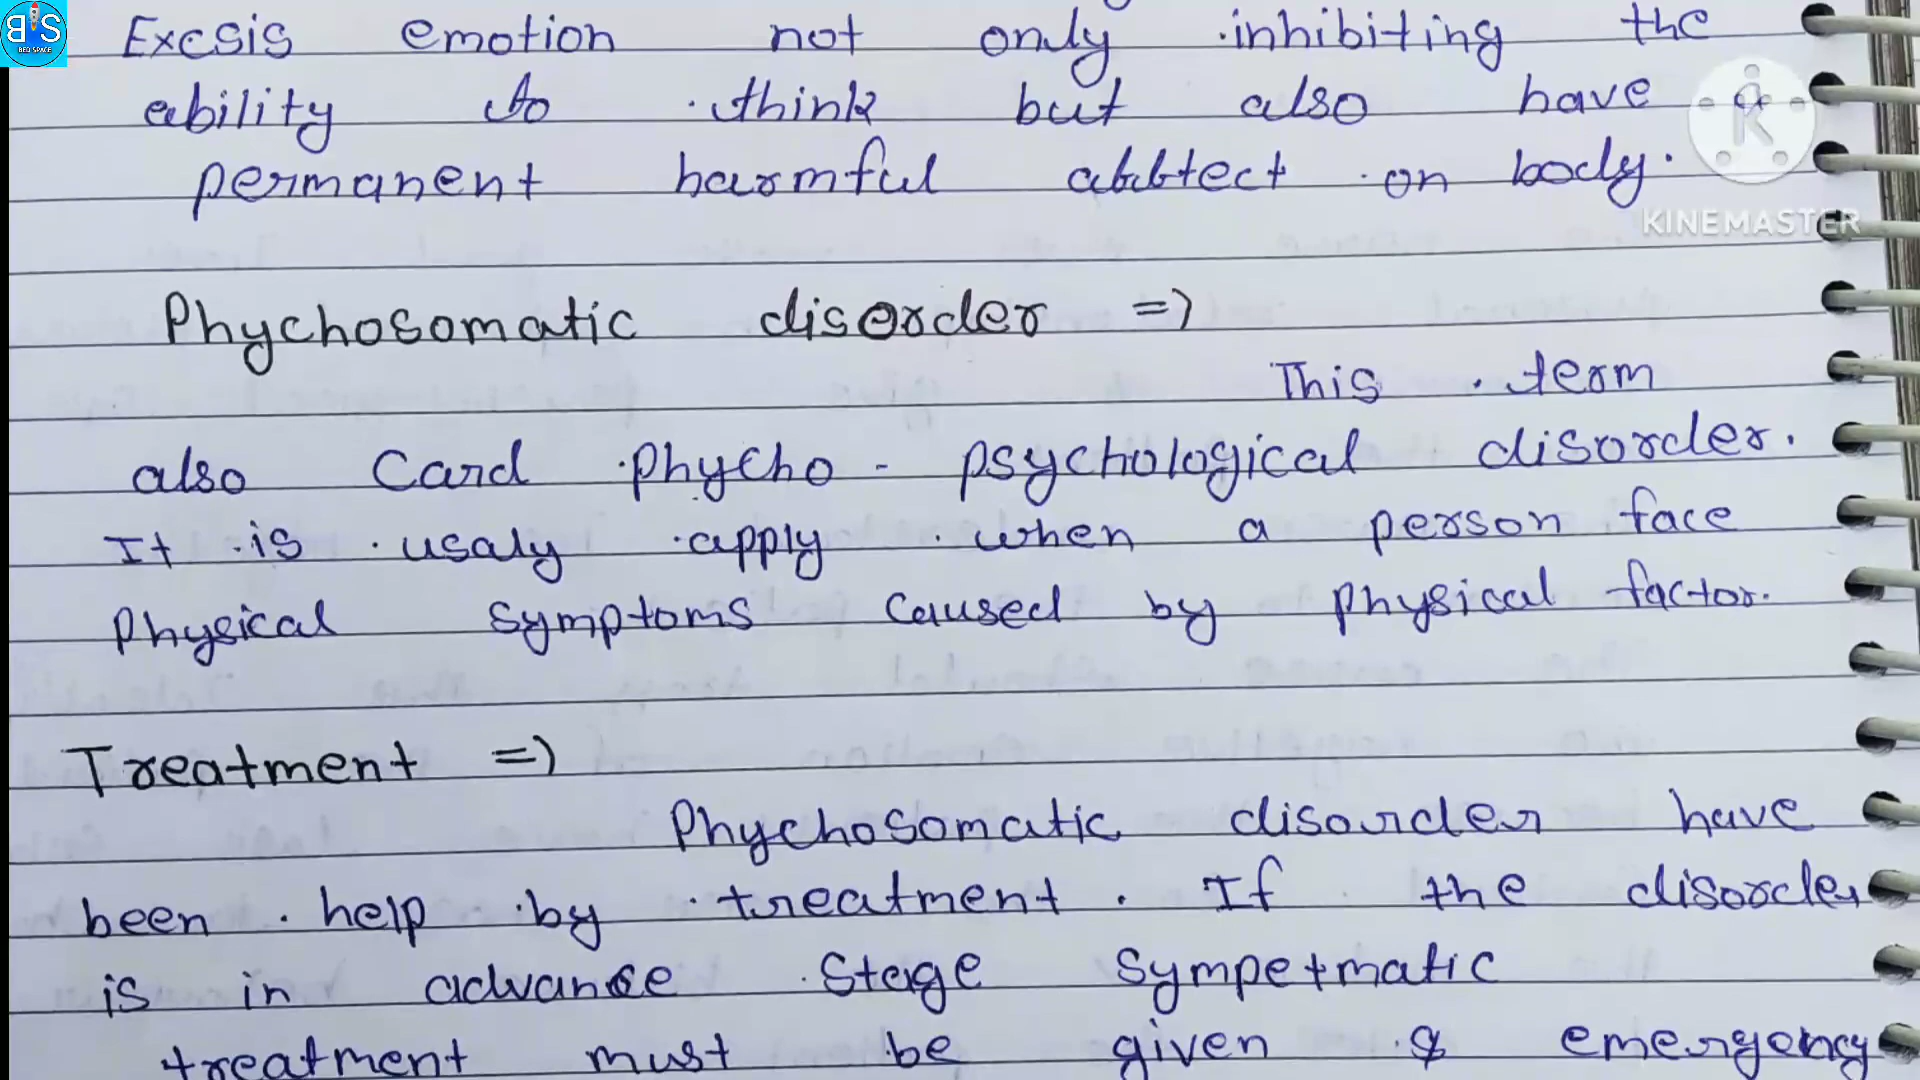 BS
BED SPACE
Excsis emotion not only inhibiting the
ability to think but also have
K
permanent harmful abbtect on body.
KINEMASTER
Phychosomatic disorder =>
This term
also Card phycho - psychological disorder.
It is usaly apply when a person face
Physical symptoms caused by physical factor.
Treatment =>
Phychosomatic disorder have
been help by treatment. If the disorder
is in advance Stage sympetmatic
treatment must be given & emergency